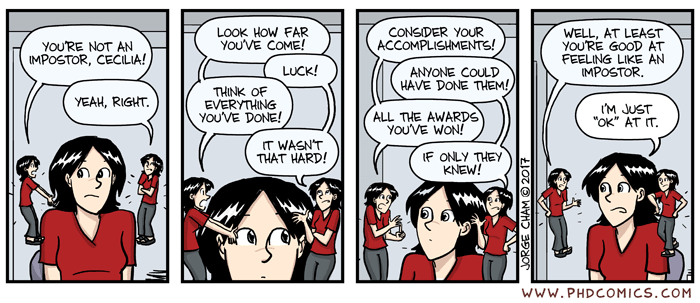 YOU'RE NOT AN
IMPOSTOR, CECILIA!
YEAH, RIGHT.
LOOK HOW FAR
YOU'VE COME!
LUCK!
THINK OF
EVERYTHING
YOU'VE DONE!
IT WASN'T
THAT HARD!
CONSIDER YOUR
ACCOMPLISHMENTS!
ANYONE COULD
HAVE DONE THEM!
ALL THE AWARDS
YOU'VE WON!
IF ONLY THEY
KNEW!
JORGE CHAM © 2017
WELL, AT LEAST
YOU'RE GOOD AT
FEELING LIKE AN
IMPOSTOR.
I'M JUST
"OK" AT IT.
WWW.PHDCOMICS.COM